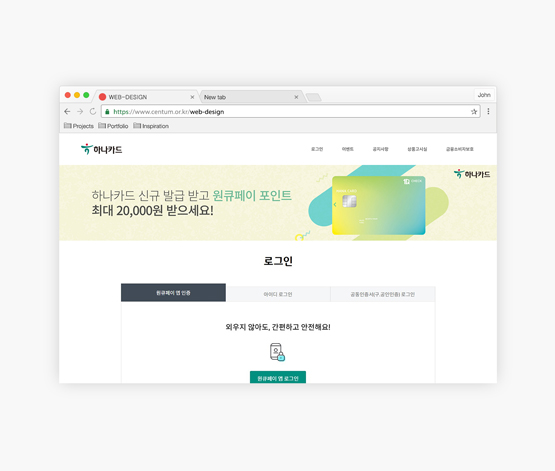 WEB-DESIGN
New tab
John
https://www.centum.or.kr/web-design
Projects
Portfolio
Inspiration
하나카드
로그인
이벤트
공지사항
상품고시실
금융소비자보호
하나카드
하나카드 신규 발급 받고 원큐페이 포인트
최대 20,000원 받으세요!
로그인
원큐페이 앱 인증
아이디 로그인
공동인증서(구.공인인증) 로그인
외우지 않아도, 간편하고 안전해요!
원큐페이 앱 로그인